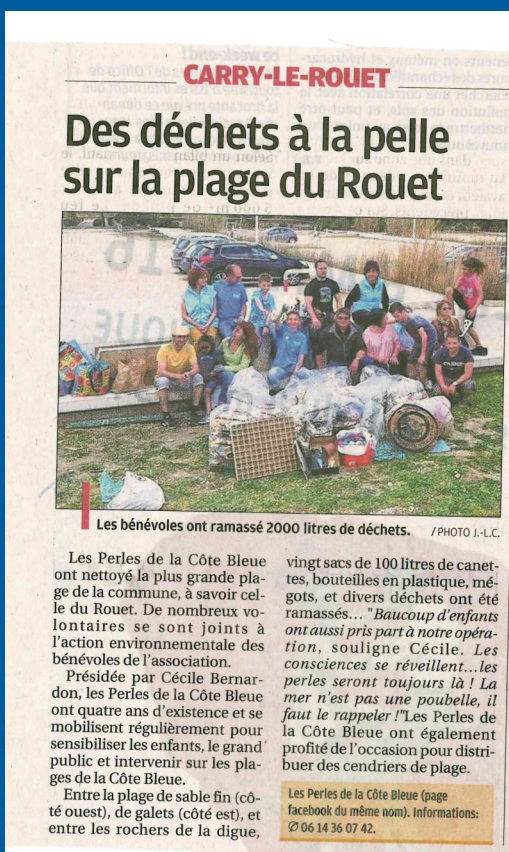 CARRY-LE-ROUET
Des déchets à la pelle
sur la plage du Rouet
Les bénévoles ont ramassé 2000 litres de déchets. / PHOTO J.-L.C.
Les Perles de la Côte Bleue
ont nettoyé la plus grande pla-
ge de la commune, à savoir cel-
le du Rouet. De nombreux vo-
lontaires se sont joints à
l'action environnementale des
bénévoles de l'association.
Présidée par Cécile Bernar-
don, les Perles de la Côte Bleue
ont quatre ans d'existence et se
mobilisent régulièrement pour
sensibiliser les enfants, le grand
public et intervenir sur les pla-
ges de la Côte Bleue.
Entre la plage de sable fin (cô-
té ouest), de galets (côté est), et
entre les rochers de la digue,
vingt sacs de 100 litres de canet-
tes, bouteilles en plastique, mé-
gots, et divers déchets ont été
ramassés... "Baucoup d'enfants
ont aussi pris part à notre opéra-
tion, souligne Cécile. Les
consciences se réveillent...les
perles seront toujours là ! La
mer n'est pas une poubelle, il
faut le rappeler !"Les Perles de
la Côte Bleue ont également
profité de l'occasion pour distri-
buer des cendriers de plage.
Les Perles de la Côte Bleue (page
facebook du même nom). Informations:
✆ 06 14 36 07 42.